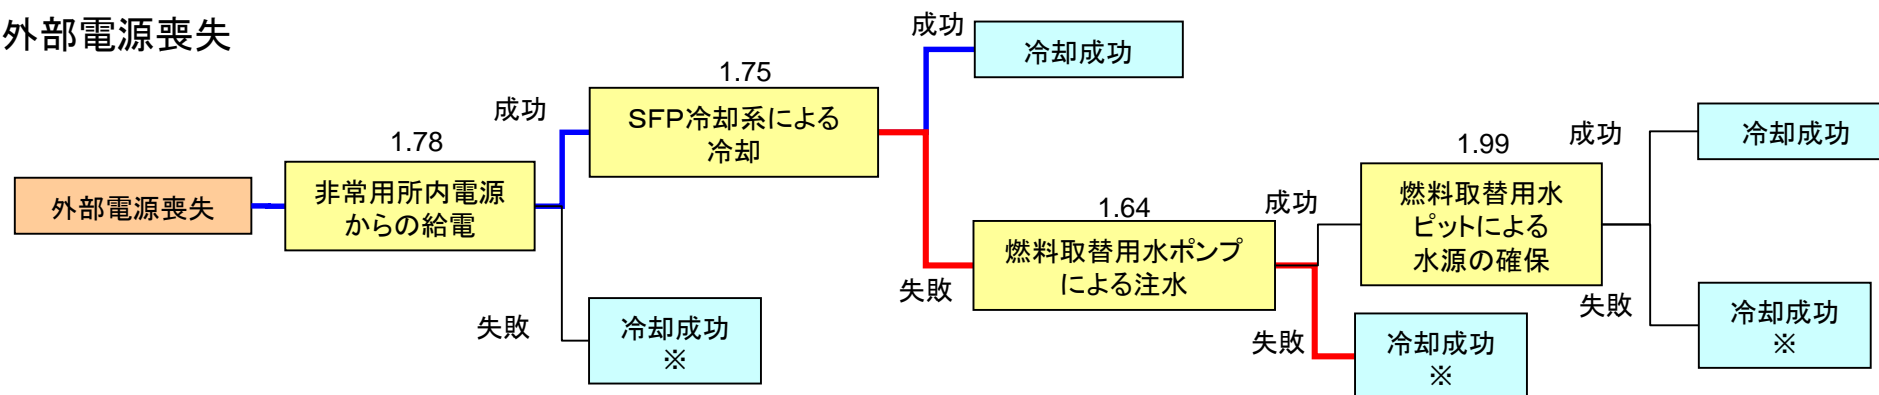 外部電源喪失
外部電源喪失
1.78
非常用所内電源
からの給電
成功
失敗
冷却成功
※
1.75
SFP冷却系による
冷却
成功
冷却成功
失敗
1.64
燃料取替用水ポンプ
による注水
成功
失敗
冷却成功
※
1.99
燃料取替用水
ピットによる
水源の確保
成功
冷却成功
失敗
冷却成功
※